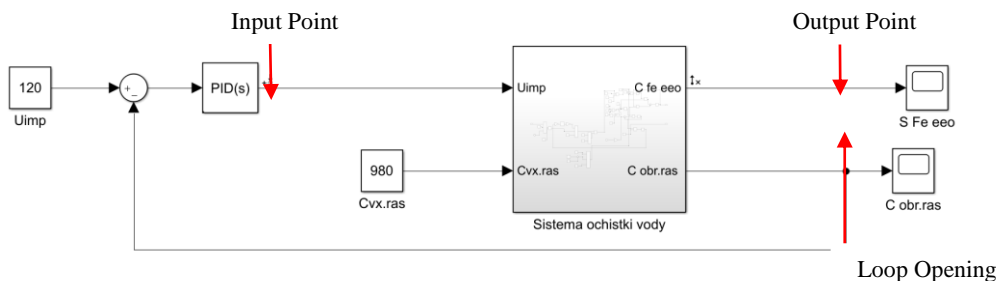 Input Point
Output Point
120
Uimp
+
−
PID(s)
Uimp
C fe eeo
S Fe eeo
980
Cvx.ras
Cvx.ras
C obr.ras
C obr.ras
Sistema ochistki vody
Loop Opening